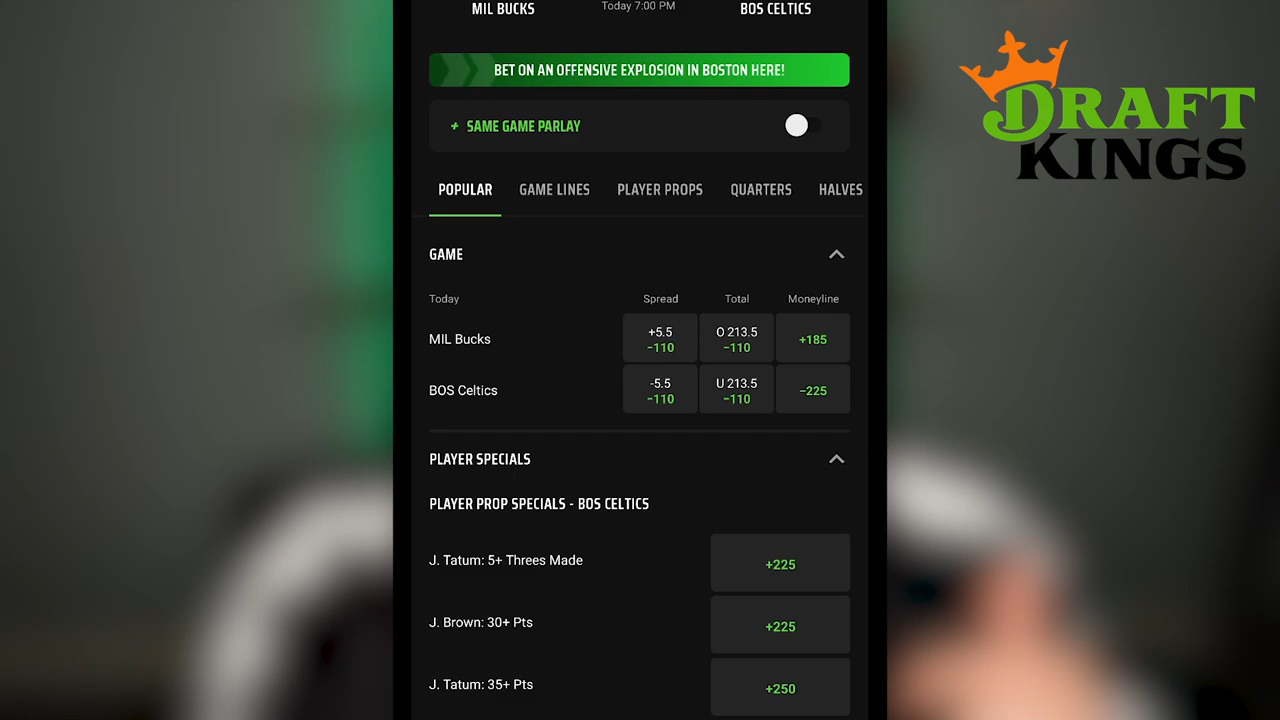 MIL BUCKS Today 7:00 PM BOS CELTICS
BET ON AN OFFENSIVE EXPLOSION IN BOSTON HERE!
+ SAME GAME PARLAY
POPULAR GAME LINES PLAYER PROPS QUARTERS HALVES
GAME
Today Spread Total Moneyline
MIL Bucks +5.5 −110 O 213.5 −110 +185
BOS Celtics -5.5 −110 U 213.5 −110 −225
PLAYER SPECIALS
PLAYER PROP SPECIALS - BOS CELTICS
J. Tatum: 5+ Threes Made +225
J. Brown: 30+ Pts +225
J. Tatum: 35+ Pts +250
DRAFT
KINGS